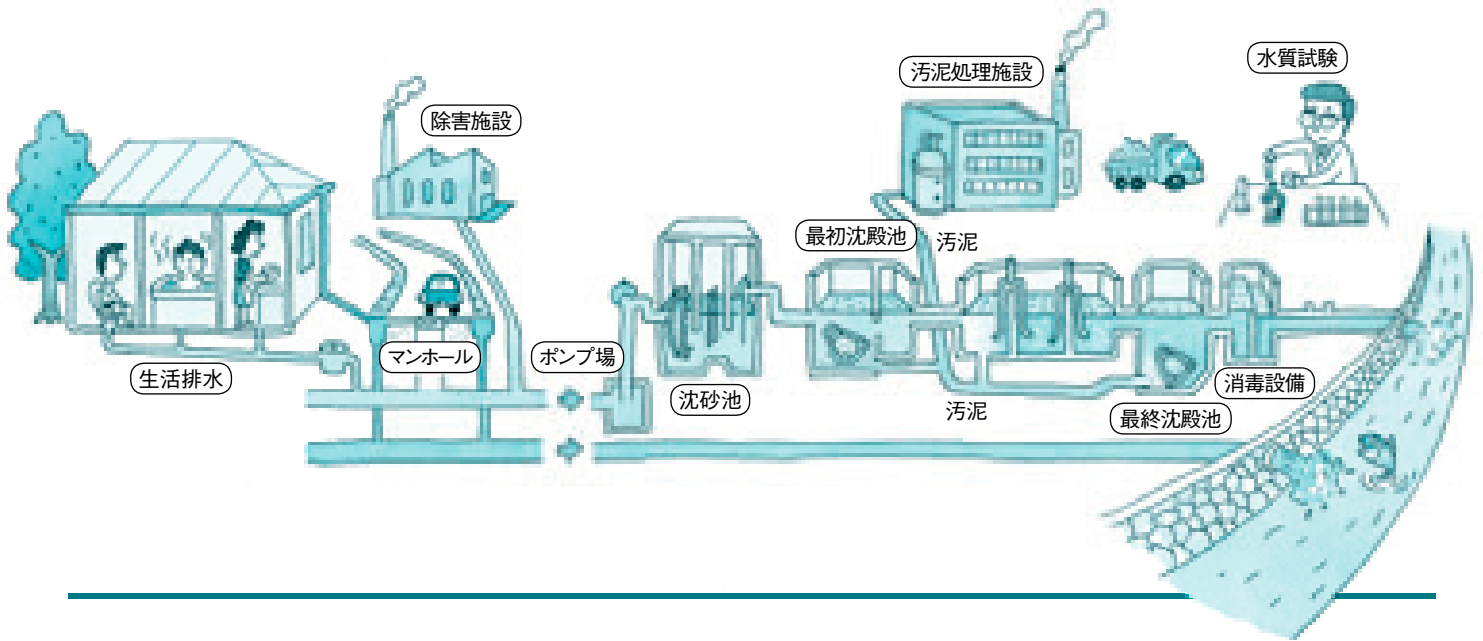 水質試験
汚泥処理施設
除害施設
最初沈殿池
汚泥
マンホール
ポンプ場
生活排水
沈砂池
消毒設備
汚泥
最終沈殿池